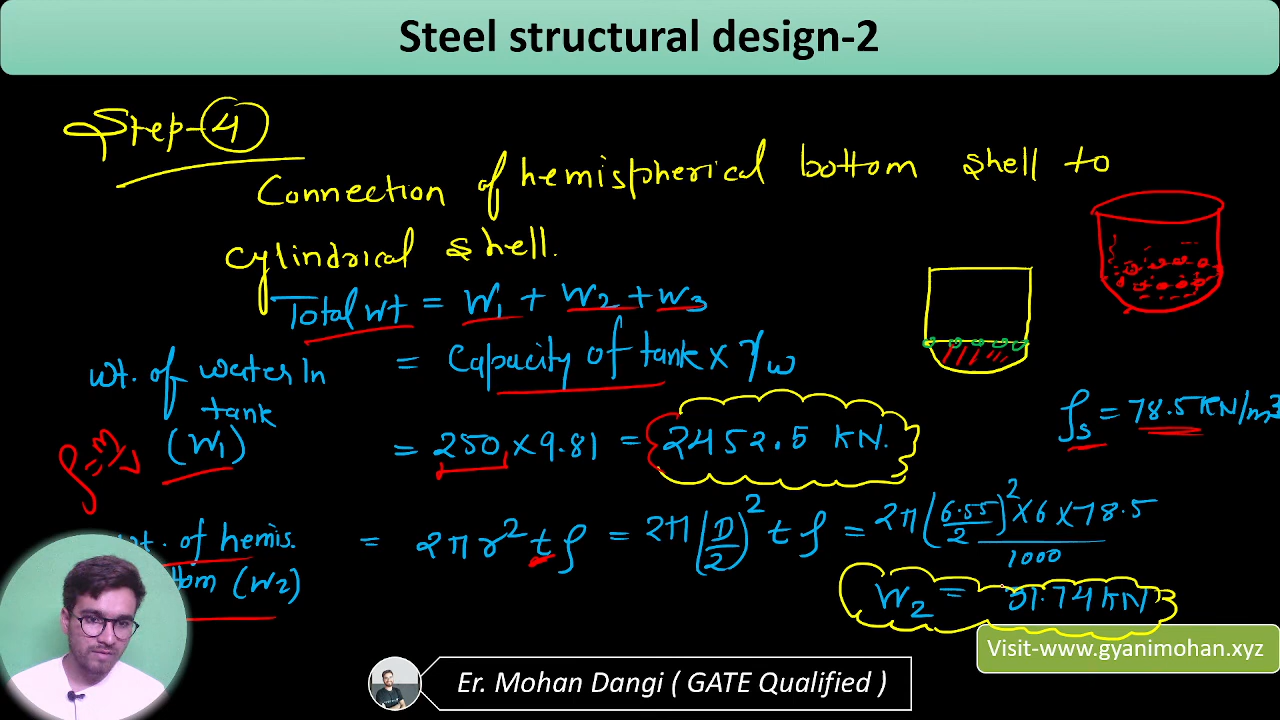 Steel structural design-2
Step-4
Connection of hemispherical bottom shell to
cylindrical shell.
Total wt = W1 + W2 + W3
wt. of water in tank (W1) = Capacity of tank × γw
= 250 × 9.81 = 2452.5 KN.
ρs = 78.5 KN/m3
ρ = m/v
wt. of hemis. (W2) = 2πr²tρ = 2π(D/2)²tρ = 2π(6.55/2)² × 6 × 78.5 / 1000
W2 = 31.74 KN
Visit-www.gyanimohan.xyz
Er. Mohan Dangi ( GATE Qualified )